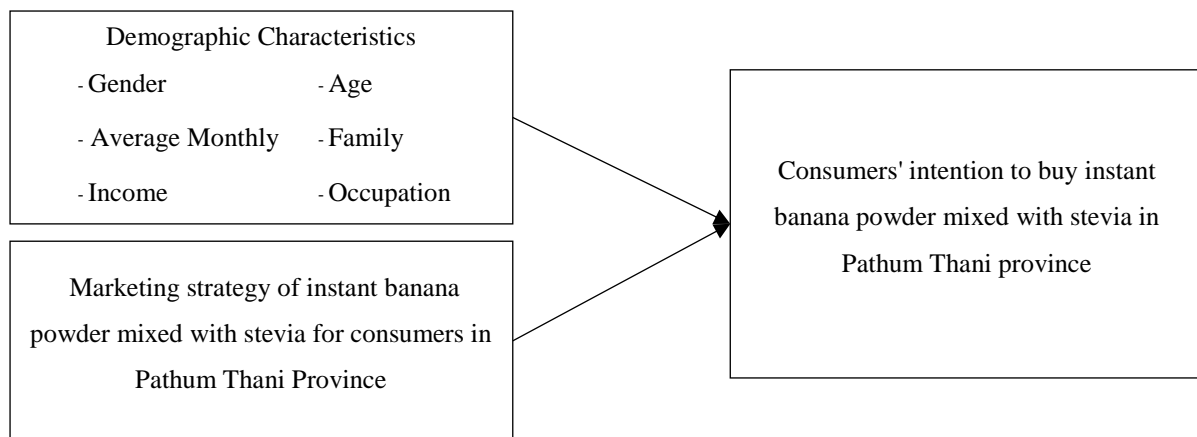 Demographic Characteristics
- Gender - Age
- Average Monthly - Family
- Income - Occupation
Marketing strategy of instant banana
powder mixed with stevia for consumers in
Pathum Thani Province
Consumers' intention to buy instant
banana powder mixed with stevia in
Pathum Thani province